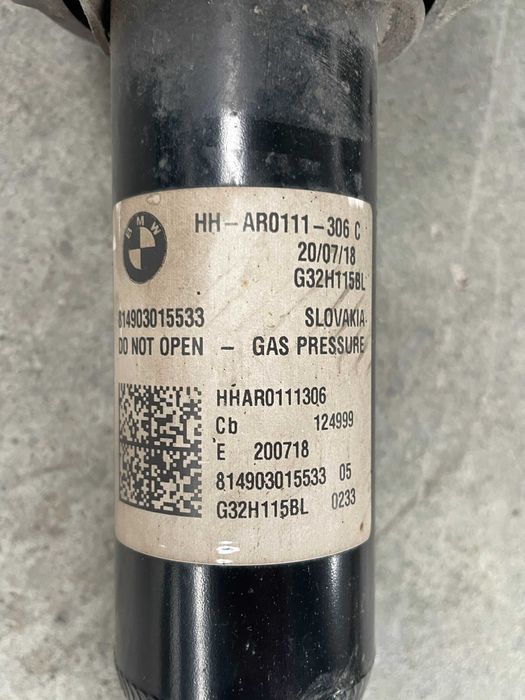 BMW
HH-AR0111-306 C
20/07/18
G32H115BL
814903015533 SLOVAKIA
DO NOT OPEN - GAS PRESSURE
HHAR0111306
Cb 124999
E 200718
814903015533 05
G32H115BL 0233